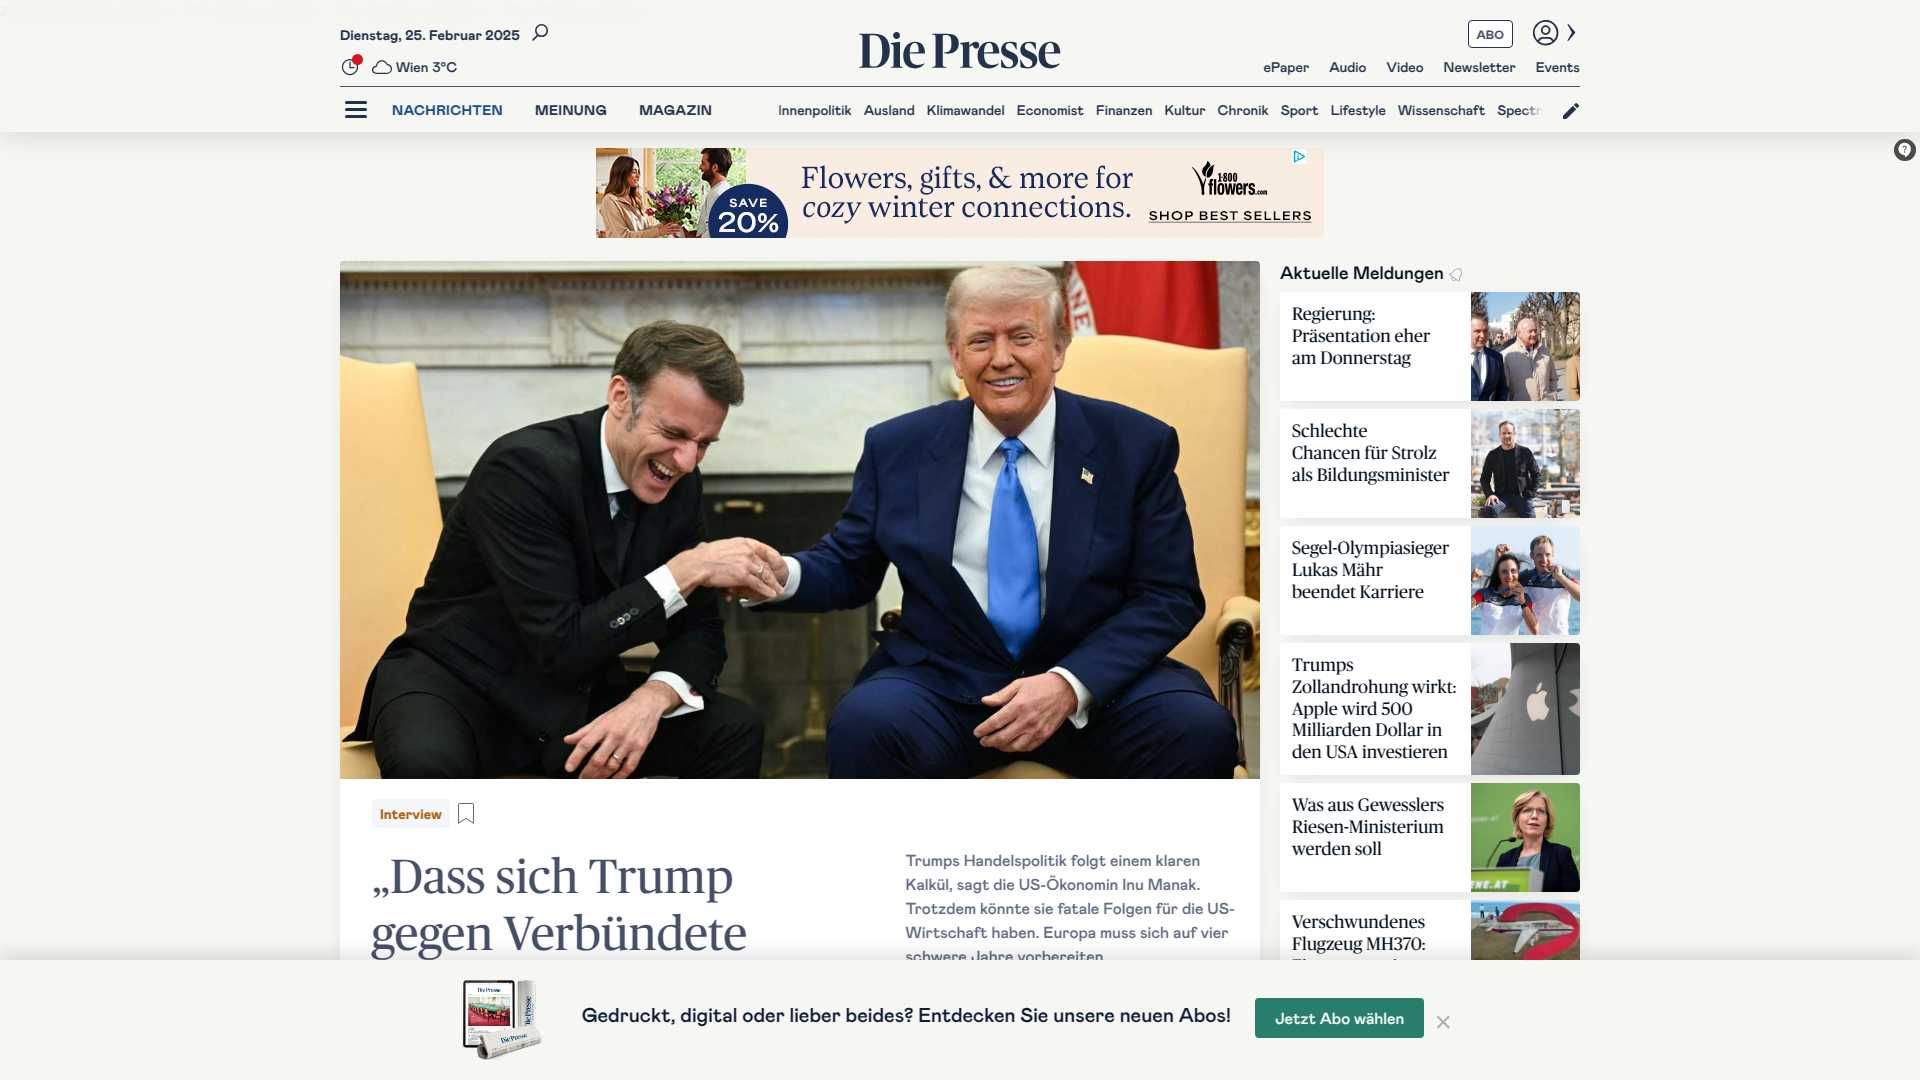 Dienstag, 25. Februar 2025
Wien 3°C
Die Presse
ABO
ePaper Audio Video Newsletter Events
NACHRICHTEN MEINUNG MAGAZIN
Innenpolitik Ausland Klimawandel Economist Finanzen Kultur Chronik Sport Lifestyle Wissenschaft
SAVE
20%
Flowers, gifts, & more for
cozy winter connections.
1-800
flowers.com
SHOP BEST SELLERS
Interview
„Dass sich Trump
gegen Verbündete
Trumps Handelspolitik folgt einem klaren
Kalkül, sagt die US-Ökonomin Inu Manak.
Trotzdem könnte sie fatale Folgen für die US-
Wirtschaft haben. Europa muss sich auf vier
schwere Jahre vorbereiten.
Aktuelle Meldungen
Regierung:
Präsentation eher
am Donnerstag
Schlechte
Chancen für Strolz
als Bildungsminister
Segel-Olympiasieger
Lukas Mähr
beendet Karriere
Trumps
Zollandrohung wirkt:
Apple wird 500
Milliarden Dollar in
den USA investieren
Was aus Gewesslers
Riesen-Ministerium
werden soll
Verschwundenes
Flugzeug MH370:
Gedruckt, digital oder lieber beides? Entdecken Sie unsere neuen Abos!
Jetzt Abo wählen